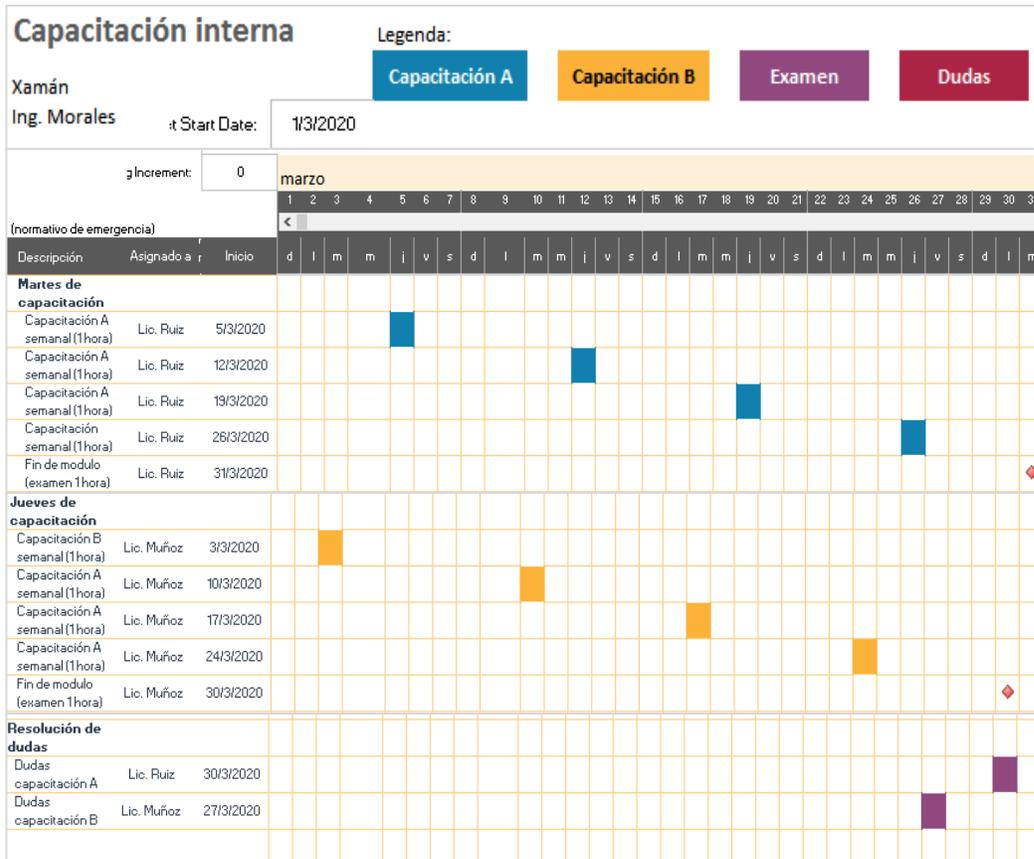 Capacitación interna
Legenda:
Capacitación A Capacitación B Examen Dudas
Xamán
Ing. Morales
:t Start Date: 1/3/2020
g Increment: 0
marzo
1 2 3 4 5 6 7 8 9 10 11 12 13 14 15 16 17 18 19 20 21 22 23 24 25 26 27 28 29 30 3
(normativo de emergencia)
Descripción Asignado a r r Inicio d l m m j v s d l m m j v s d l m m j v s d l m m j v s d l m
Martes de
capacitación
Capacitación A
semanal (1hora) Lic. Ruiz 5/3/2020
Capacitación A
semanal (1hora) Lic. Ruiz 12/3/2020
Capacitación A
semanal (1hora) Lic. Ruiz 19/3/2020
Capacitación
semanal (1hora) Lic. Ruiz 26/3/2020
Fin de modulo
(examen 1hora) Lic. Ruiz 31/3/2020
Jueves de
capacitación
Capacitación B
semanal (1hora) Lic. Muñoz 3/3/2020
Capacitación A
semanal (1hora) Lic. Muñoz 10/3/2020
Capacitación A
semanal (1hora) Lic. Muñoz 17/3/2020
Capacitación A
semanal (1hora) Lic. Muñoz 24/3/2020
Fin de modulo
(examen 1hora) Lic. Muñoz 30/3/2020
Resolución de
dudas
Dudas
capacitación A Lic. Ruiz 30/3/2020
Dudas
capacitación B Lic. Muñoz 27/3/2020